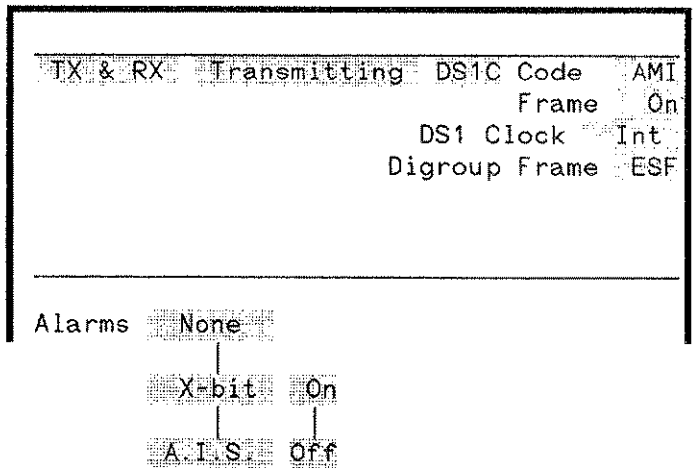 TX & RX Transmitting DS1C Code AMI
Frame On
DS1 Clock Int
Digroup Frame ESF
Alarms None
X-bit On
A.I.S. Off